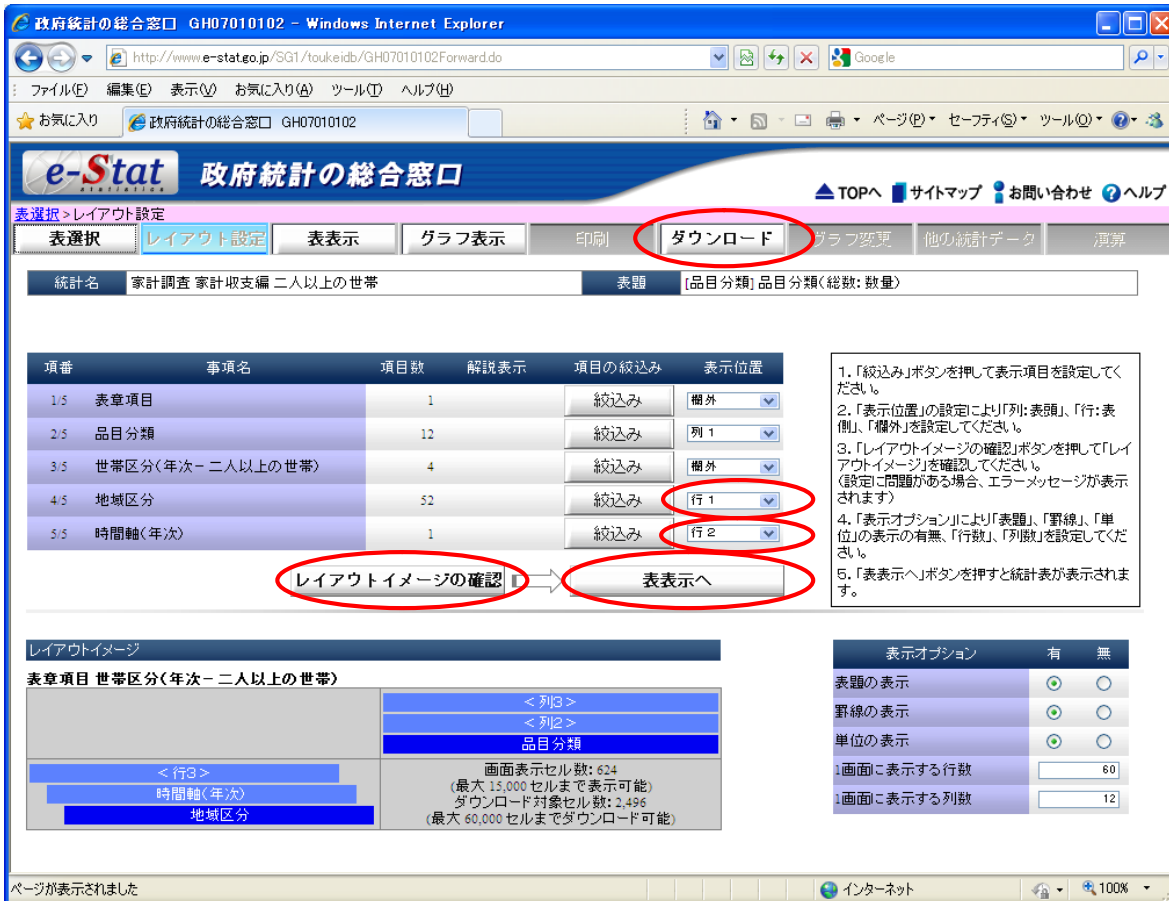 政府統計の総合窓口 GH07010102 - Windows Internet Explorer
http://www.e-stat.go.jp/SG1/toukeidb/GH07010102Forward.do
Google
ファイル(F) 編集(E) 表示(V) お気に入り(A) ツール(T) ヘルプ(H)
お気に入り 政府統計の総合窓口 GH07010102 ページ(P) セーフティ(S) ツール(O)
e-Stat 政府統計の総合窓口
statistics
TOPへ サイトマップ お問い合わせ ヘルプ
表選択 > レイアウト設定
表選択 レイアウト設定 表表示 グラフ表示 印刷 ダウンロード グラフ変更 他の統計データ 演算
統計名 家計調査 家計収支編 二人以上の世帯 表題 [品目分類] 品目分類(総数:数量)
項番 事項名 項目数 解説表示 項目の絞込み 表示位置
1/5 表章項目 1 絞込み 欄外
2/5 品目分類 12 絞込み 列 1
3/5 世帯区分(年次-二人以上の世帯) 4 絞込み 欄外
4/5 地域区分 52 絞込み 行 1
5/5 時間軸(年次) 1 絞込み 行 2
レイアウトイメージの確認 表表示へ
1.「絞込み」ボタンを押して表示項目を設定してく
ださい。
2.「表示位置」の設定により「列:表頭」、「行:表
側」、「欄外」を設定してください。
3.「レイアウトイメージの確認」ボタンを押して「レイ
アウトイメージ」を確認してください。
(設定に問題がある場合、エラーメッセージが表示
されます)
4.「表示オプション」により「表題」、「罫線」、「単
位」の表示の有無、「行数」、「列数」を設定してくだ
さい。
5.「表表示へ」ボタンを押すと統計表が表示されま
す。
レイアウトイメージ
表章項目 世帯区分(年次-二人以上の世帯)
<列3>
<列2>
品目分類
<行3>
時間軸(年次)
地域区分
画面表示セル数: 624
(最大 15,000 セルまで表示可能)
ダウンロード対象セル数: 2,496
(最大 60,000 セルまでダウンロード可能)
表示オプション 有 無
表題の表示
罫線の表示
単位の表示
1画面に表示する行数 60
1画面に表示する列数 12
ページが表示されました インターネット 100%